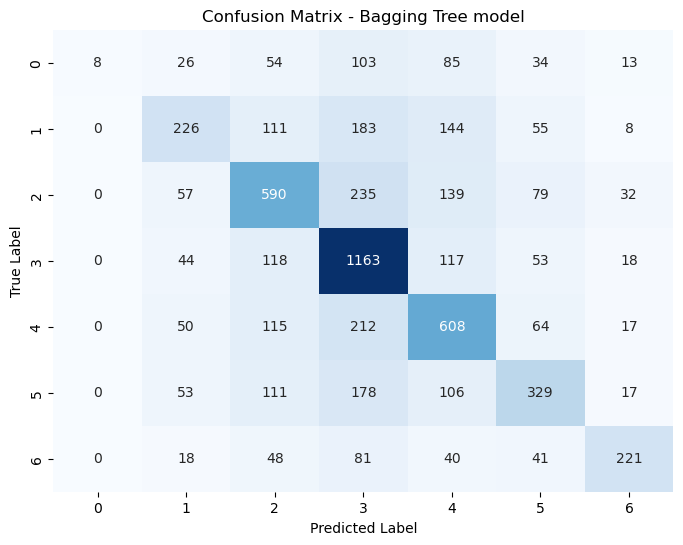 Confusion Matrix - Bagging Tree model
0 8 26 54 103 85 34 13
1 0 226 111 183 144 55 8
2 0 57 590 235 139 79 32
3 0 44 118 1163 117 53 18
4 0 50 115 212 608 64 17
5 0 53 111 178 106 329 17
6 0 18 48 81 40 41 221
True Label
0 1 2 3 4 5 6
Predicted Label